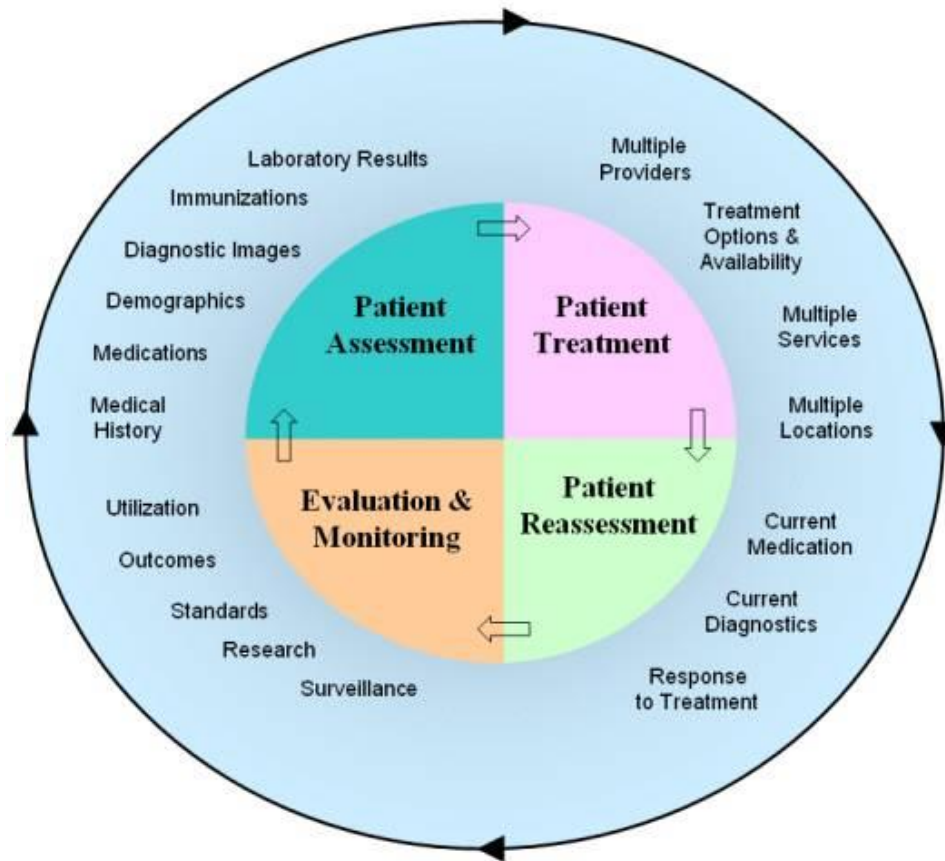 Laboratory Results
Immunizations
Diagnostic Images
Demographics
Medications
Medical
History
Multiple
Providers
Treatment
Options &
Availability
Multiple
Services
Multiple
Locations
Patient
Assessment
Patient
Treatment
Evaluation &
Monitoring
Patient
Reassessment
Utilization
Outcomes
Standards
Research
Surveillance
Current
Medication
Current
Diagnostics
Response
to Treatment